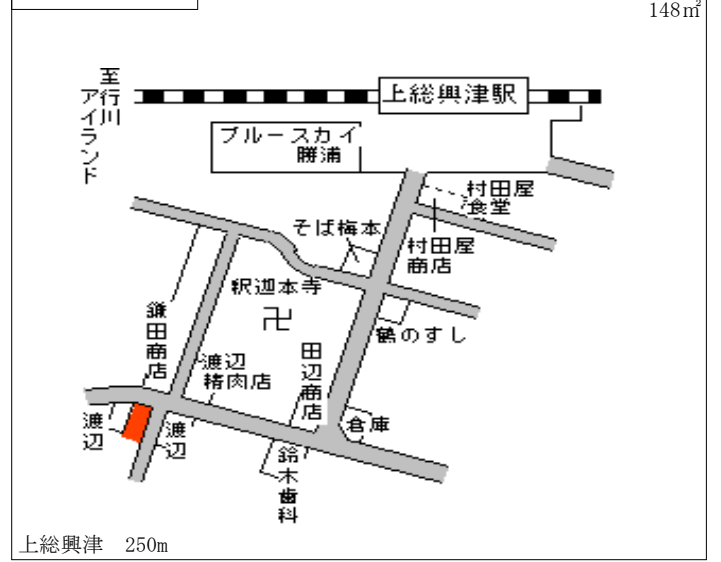 148㎡
至行川
アイランド
上総興津駅
ブルースカイ
勝浦
村田屋
食堂
そば梅本
村田屋
商店
釈迦本寺
卍
鶴のすし
鎌田商店
渡辺
精肉店
田辺商店
倉庫
渡辺
渡辺
鈴木歯科
上総興津 250m